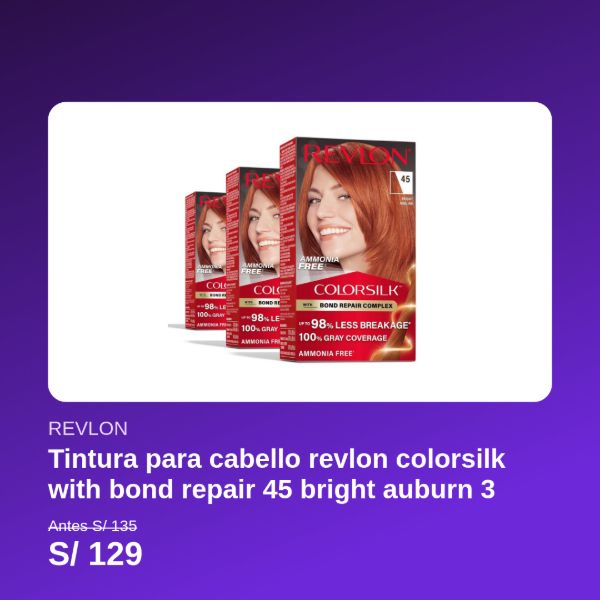 REVLON
45
AMMONIA
FREE
COLORSILK
WITH BOND REPAIR COMPLEX
UP TO 98% LESS BREAKAGE*
100% GRAY COVERAGE
AMMONIA FREE*
REVLON
Tintura para cabello revlon colorsilk
with bond repair 45 bright auburn 3
Antes S/ 135
S/ 129